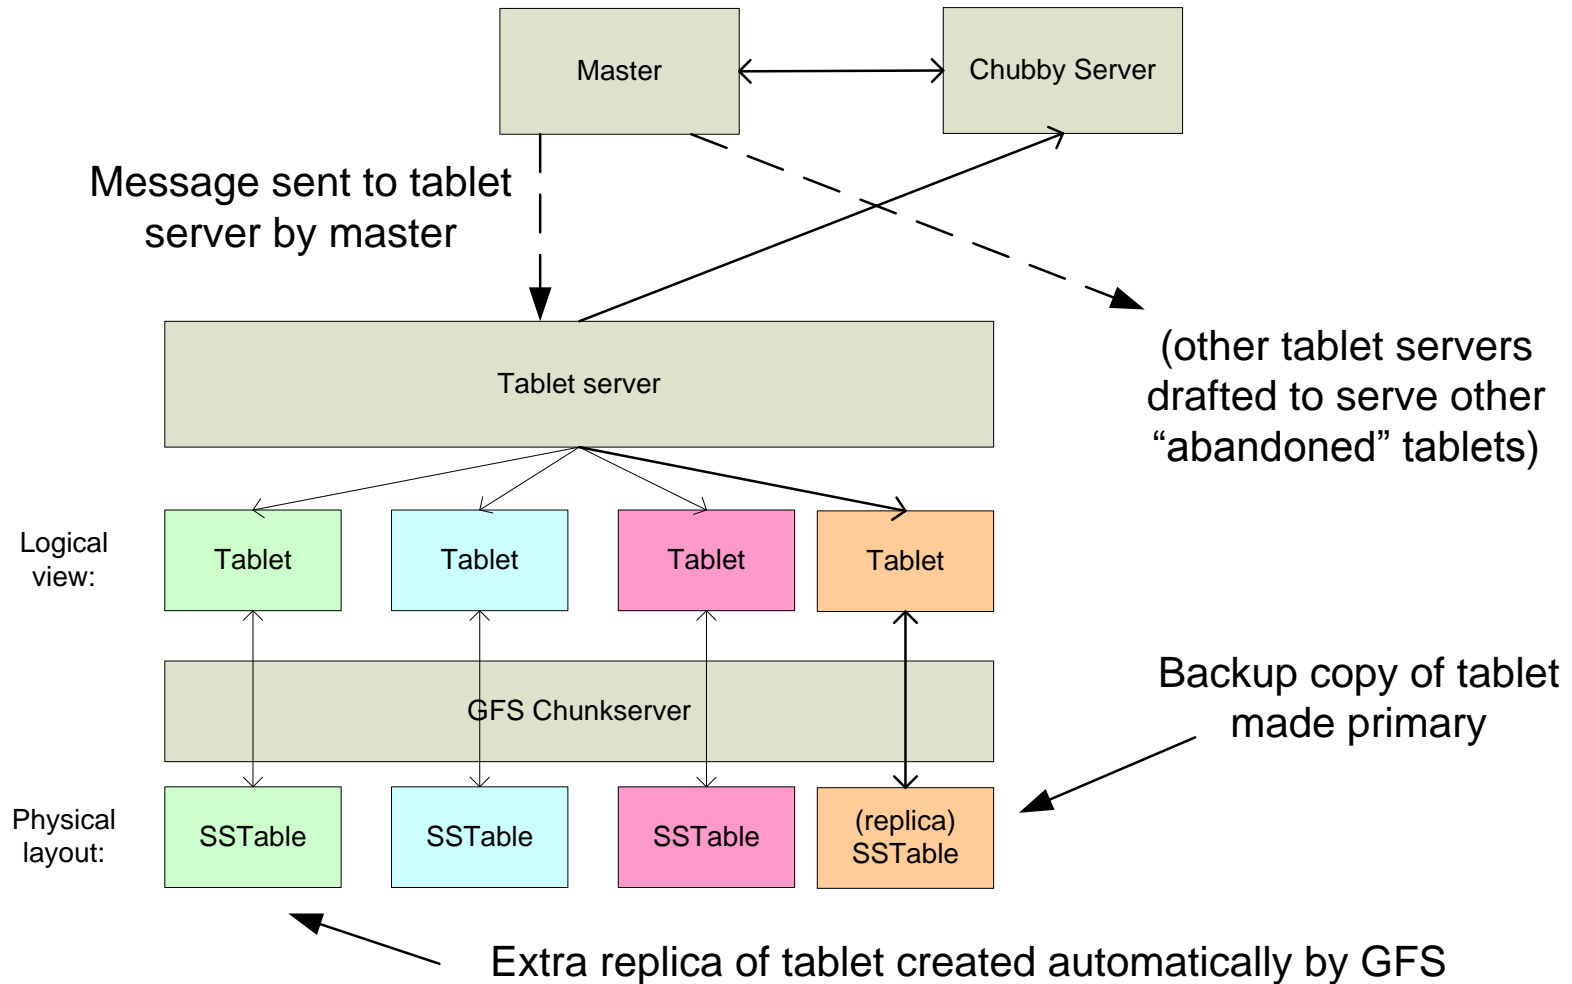 Master
Chubby Server
Message sent to tablet
server by master
Tablet server
(other tablet servers
drafted to serve other
“abandoned” tablets)
Logical
view:
Tablet
Tablet
Tablet
Tablet
GFS Chunkserver
Backup copy of tablet
made primary
Physical
layout:
SSTable
SSTable
SSTable
(replica)
SSTable
Extra replica of tablet created automatically by GFS